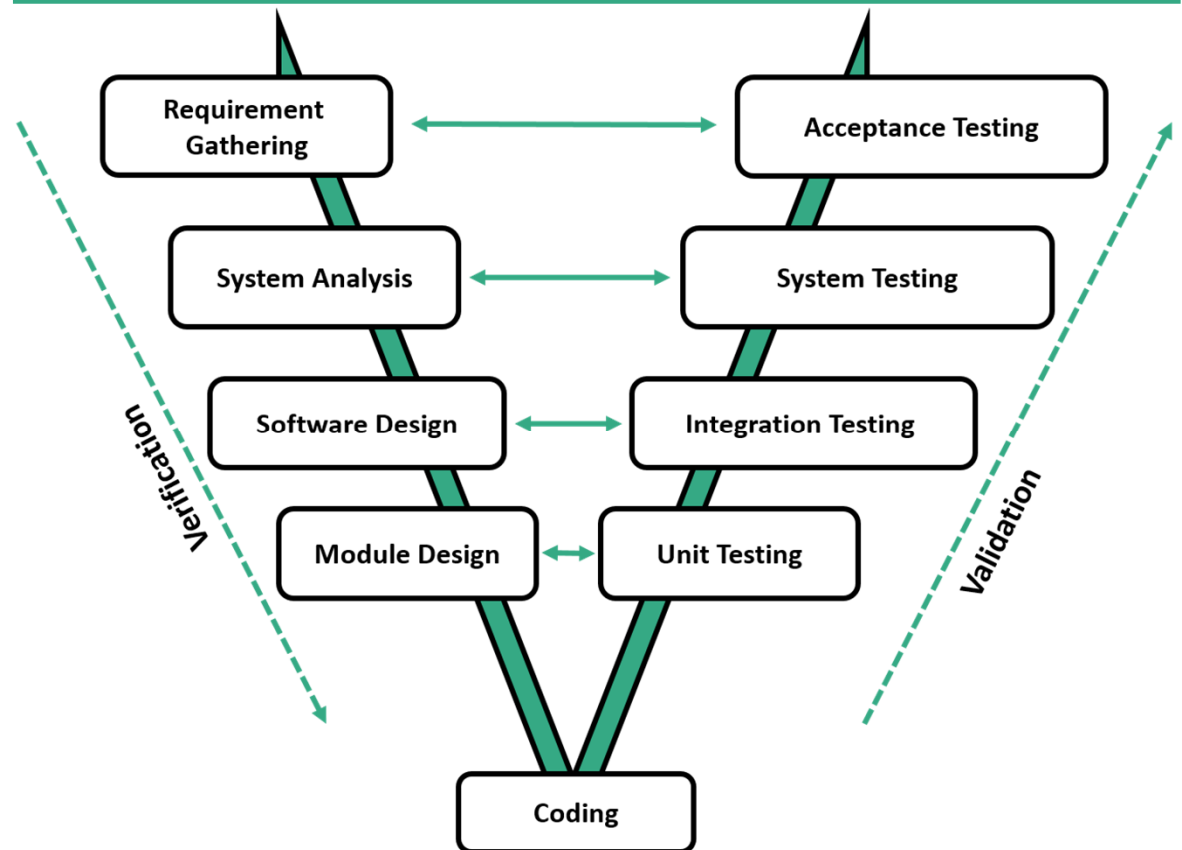 Requirement
Gathering
Acceptance Testing
System Analysis
System Testing
Software Design
Integration Testing
Verification
Validation
Module Design
Unit Testing
Coding